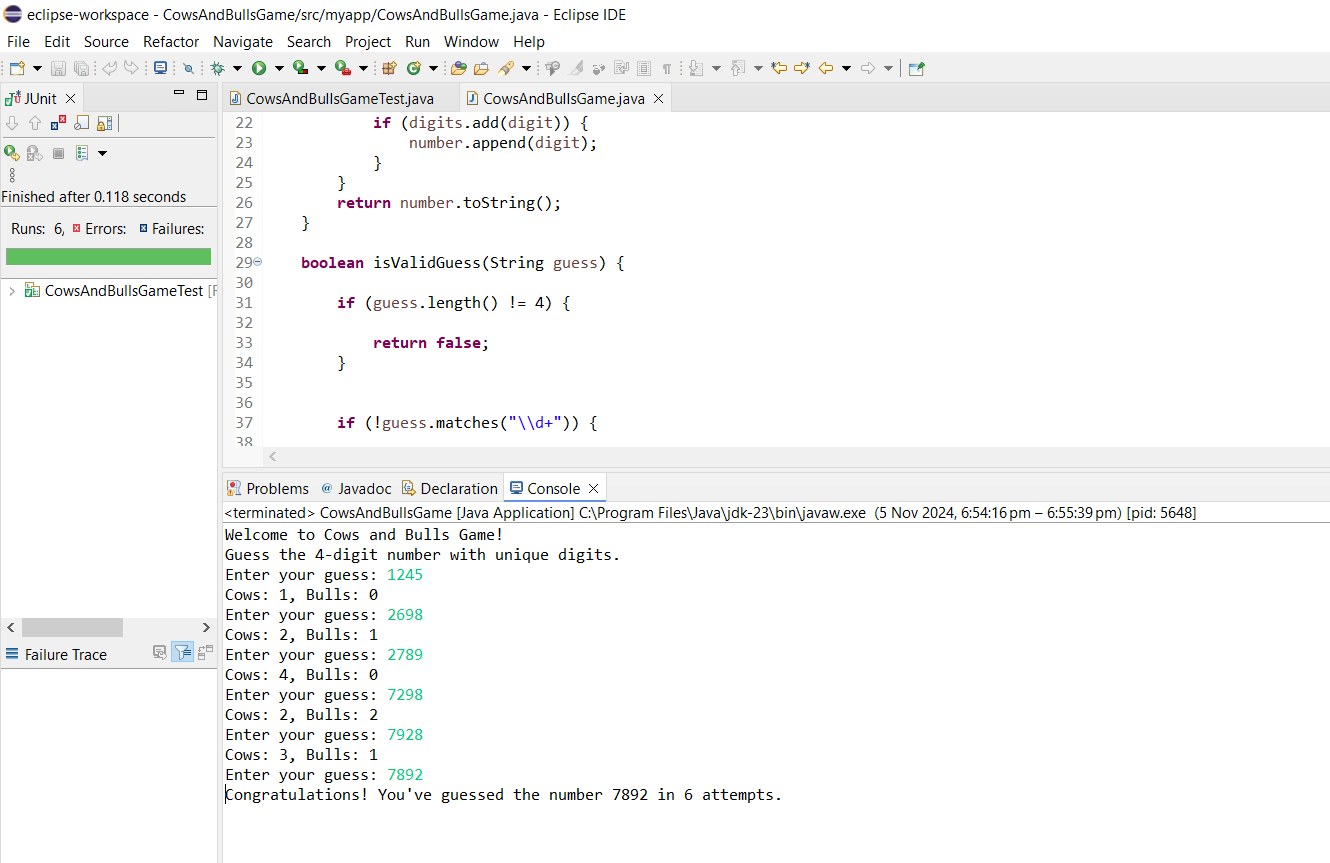 eclipse-workspace - CowsAndBullsGame/src/myapp/CowsAndBullsGame.java - Eclipse IDE
File Edit Source Refactor Navigate Search Project Run Window Help
JUnit
Finished after 0.118 seconds
Runs: 6, Errors: Failures:
CowsAndBullsGameTest [F
Failure Trace
CowsAndBullsGameTest.java CowsAndBullsGame.java
22 if (digits.add(digit)) {
23 number.append(digit);
24 }
25 }
26 return number.toString();
27 }
28
29 boolean isValidGuess(String guess) {
30
31 if (guess.length() != 4) {
32
33 return false;
34 }
35
36
37 if (!guess.matches("\\d+")) {
38
Problems @ Javadoc Declaration Console
<terminated> CowsAndBullsGame [Java Application] C:\Program Files\Java\jdk-23\bin\javaw.exe (5 Nov 2024, 6:54:16 pm – 6:55:39 pm) [pid: 5648]
Welcome to Cows and Bulls Game!
Guess the 4-digit number with unique digits.
Enter your guess: 1245
Cows: 1, Bulls: 0
Enter your guess: 2698
Cows: 2, Bulls: 1
Enter your guess: 2789
Cows: 4, Bulls: 0
Enter your guess: 7298
Cows: 2, Bulls: 2
Enter your guess: 7928
Cows: 3, Bulls: 1
Enter your guess: 7892
Congratulations! You've guessed the number 7892 in 6 attempts.